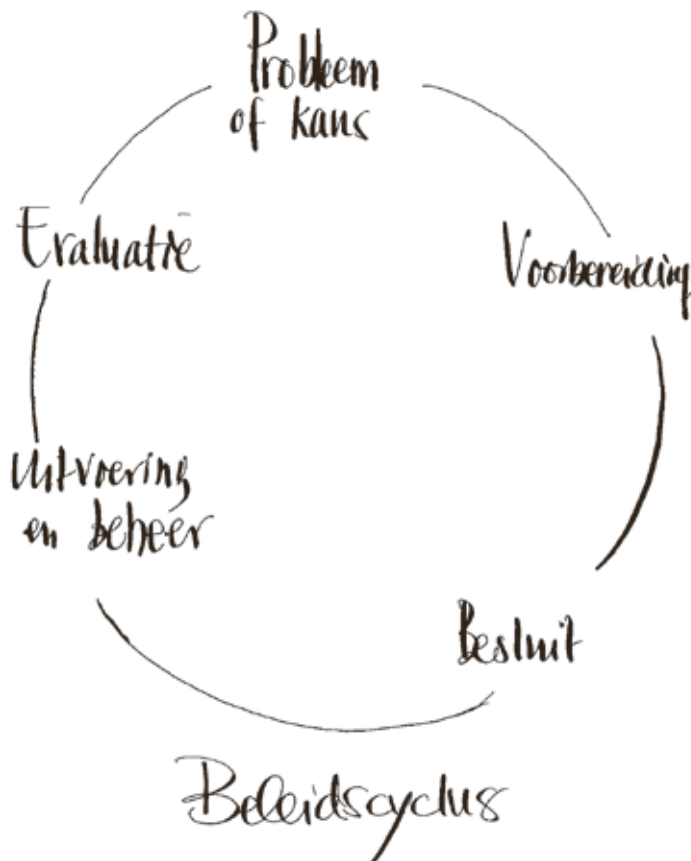 Probleem
of kans
Voorbereiding
Besluit
Uitvoering
en beheer
Evaluatie
Beleidscyclus